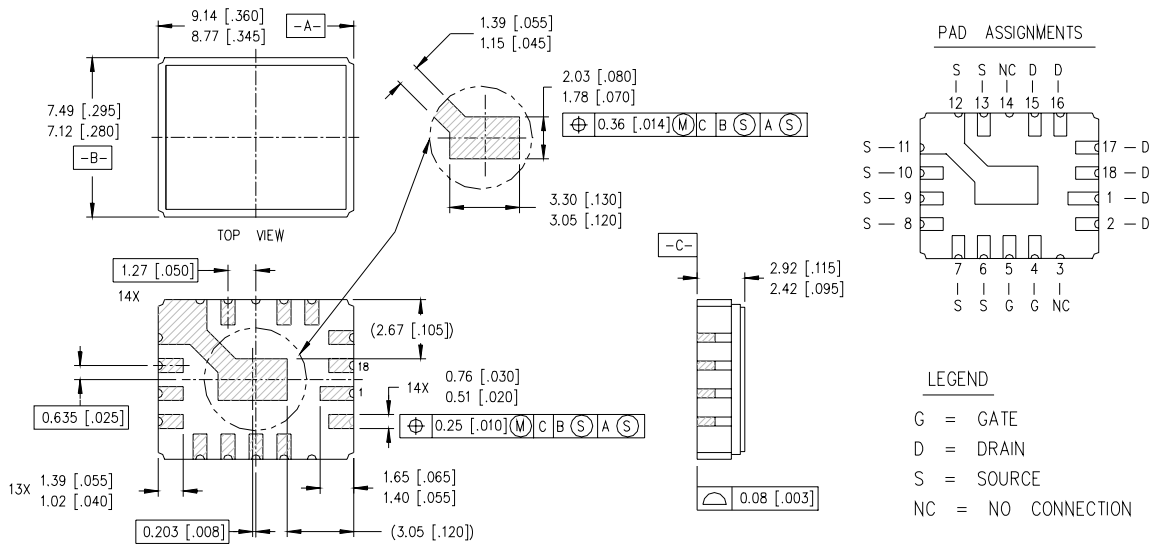 9.14 [.360]
8.77 [.345]
-A-
7.49 [.295]
7.12 [.280]
-B-
TOP VIEW
1.39 [.055]
1.15 [.045]
2.03 [.080]
1.78 [.070]
⌖ 0.36 [.014] Ⓜ C B Ⓢ A Ⓢ
3.30 [.130]
3.05 [.120]
1.27 [.050]
14X
(2.67 [.105])
18
1
0.635 [.025]
14X 0.76 [.030]
0.51 [.020]
⌖ 0.25 [.010] Ⓜ C B Ⓢ A Ⓢ
13X 1.39 [.055]
1.02 [.040]
1.65 [.065]
1.40 [.055]
0.203 [.008]
(3.05 [.120])
-C-
2.92 [.115]
2.42 [.095]
⌓ 0.08 [.003]
PAD ASSIGNMENTS
S S NC D D
12 13 14 15 16
S — 11
S — 10
S — 9
S — 8
17 — D
18 — D
1 — D
2 — D
7 6 5 4 3
S S G G NC
LEGEND
G = GATE
D = DRAIN
S = SOURCE
NC = NO CONNECTION